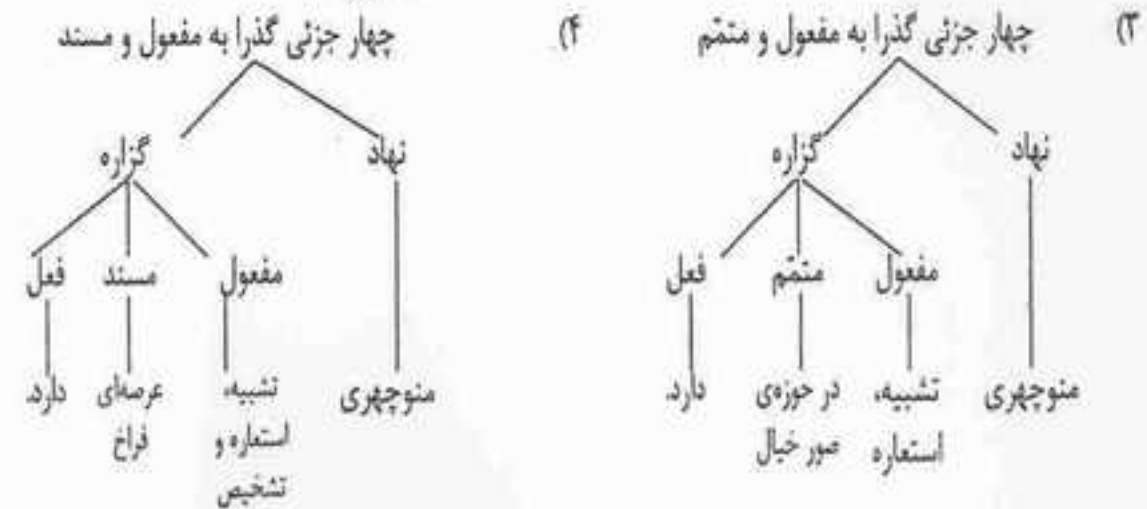 ۳) چهار جزئی گذرا به مفعول و متمّم
نهاد
گزاره
مفعول
متمّم
فعل
منوچهری
تشبیه،
استعاره
در حوزه‌ی
صور خیال
دارد.
۴) چهار جزئی گذرا به مفعول و مسند
نهاد
گزاره
مفعول
مسند
فعل
منوچهری
تشبیه،
استعاره و
تشخیص
عرصه‌ای
فراخ
دارد.